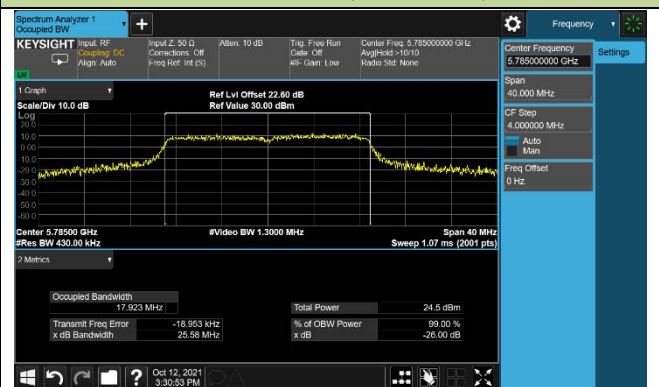 Spectrum Analyzer 1
Occupied BW
Frequency
KEYSIGHT
Input: RF
Coupling: DC
Align: Auto
Input Z: 50 Ω
Corrections: Off
Freq Ref: Int (S)
Atten: 10 dB
Trig: Free Run
Gate: Off
#IF Gain: Low
Center Freq: 5.785000000 GHz
Avg|Hold:>10/10
Radio Std: None
LM
Center Frequency
5.785000000 GHz
Settings
Span
40.000 MHz
CF Step
4.000000 MHz
Auto
Man
Freq Offset
0 Hz
1 Graph
Scale/Div 10.0 dB
Ref Lvl Offset 22.60 dB
Ref Value 30.00 dBm
Log
20.0
10.0
0.00
-10.0
-20.0
-30.0
-40.0
-50.0
-60.0
Center 5.78500 GHz
#Video BW 1.3000 MHz
Span 40 MHz
#Res BW 430.00 kHz
Sweep 1.07 ms (2001 pts)
2 Metrics
Occupied Bandwidth
17.923 MHz
Total Power 24.5 dBm
Transmit Freq Error -18.953 kHz
% of OBW Power 99.00 %
x dB Bandwidth 25.58 MHz
x dB -26.00 dB
Oct 12, 2021
3:30:53 PM